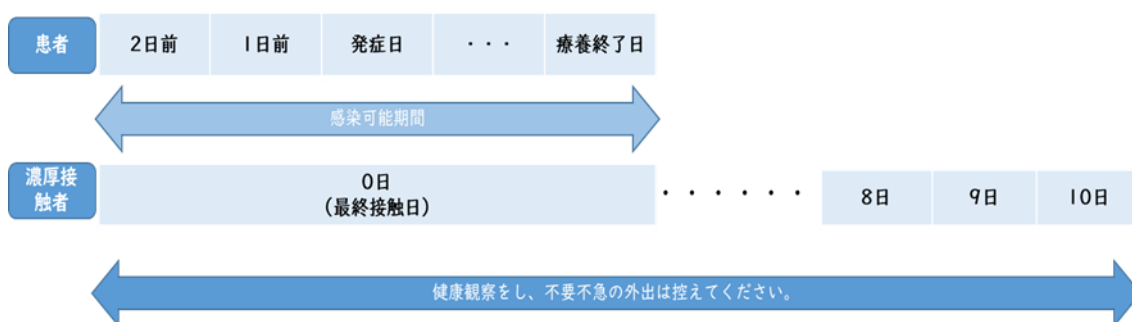 患者
2日前
1日前
発症日
・・・
療養終了日
感染可能期間
濃厚接
触者
0日
(最終接触日)
・・・・・・
8日
9日
10日
健康観察をし、不要不急の外出は控えてください。